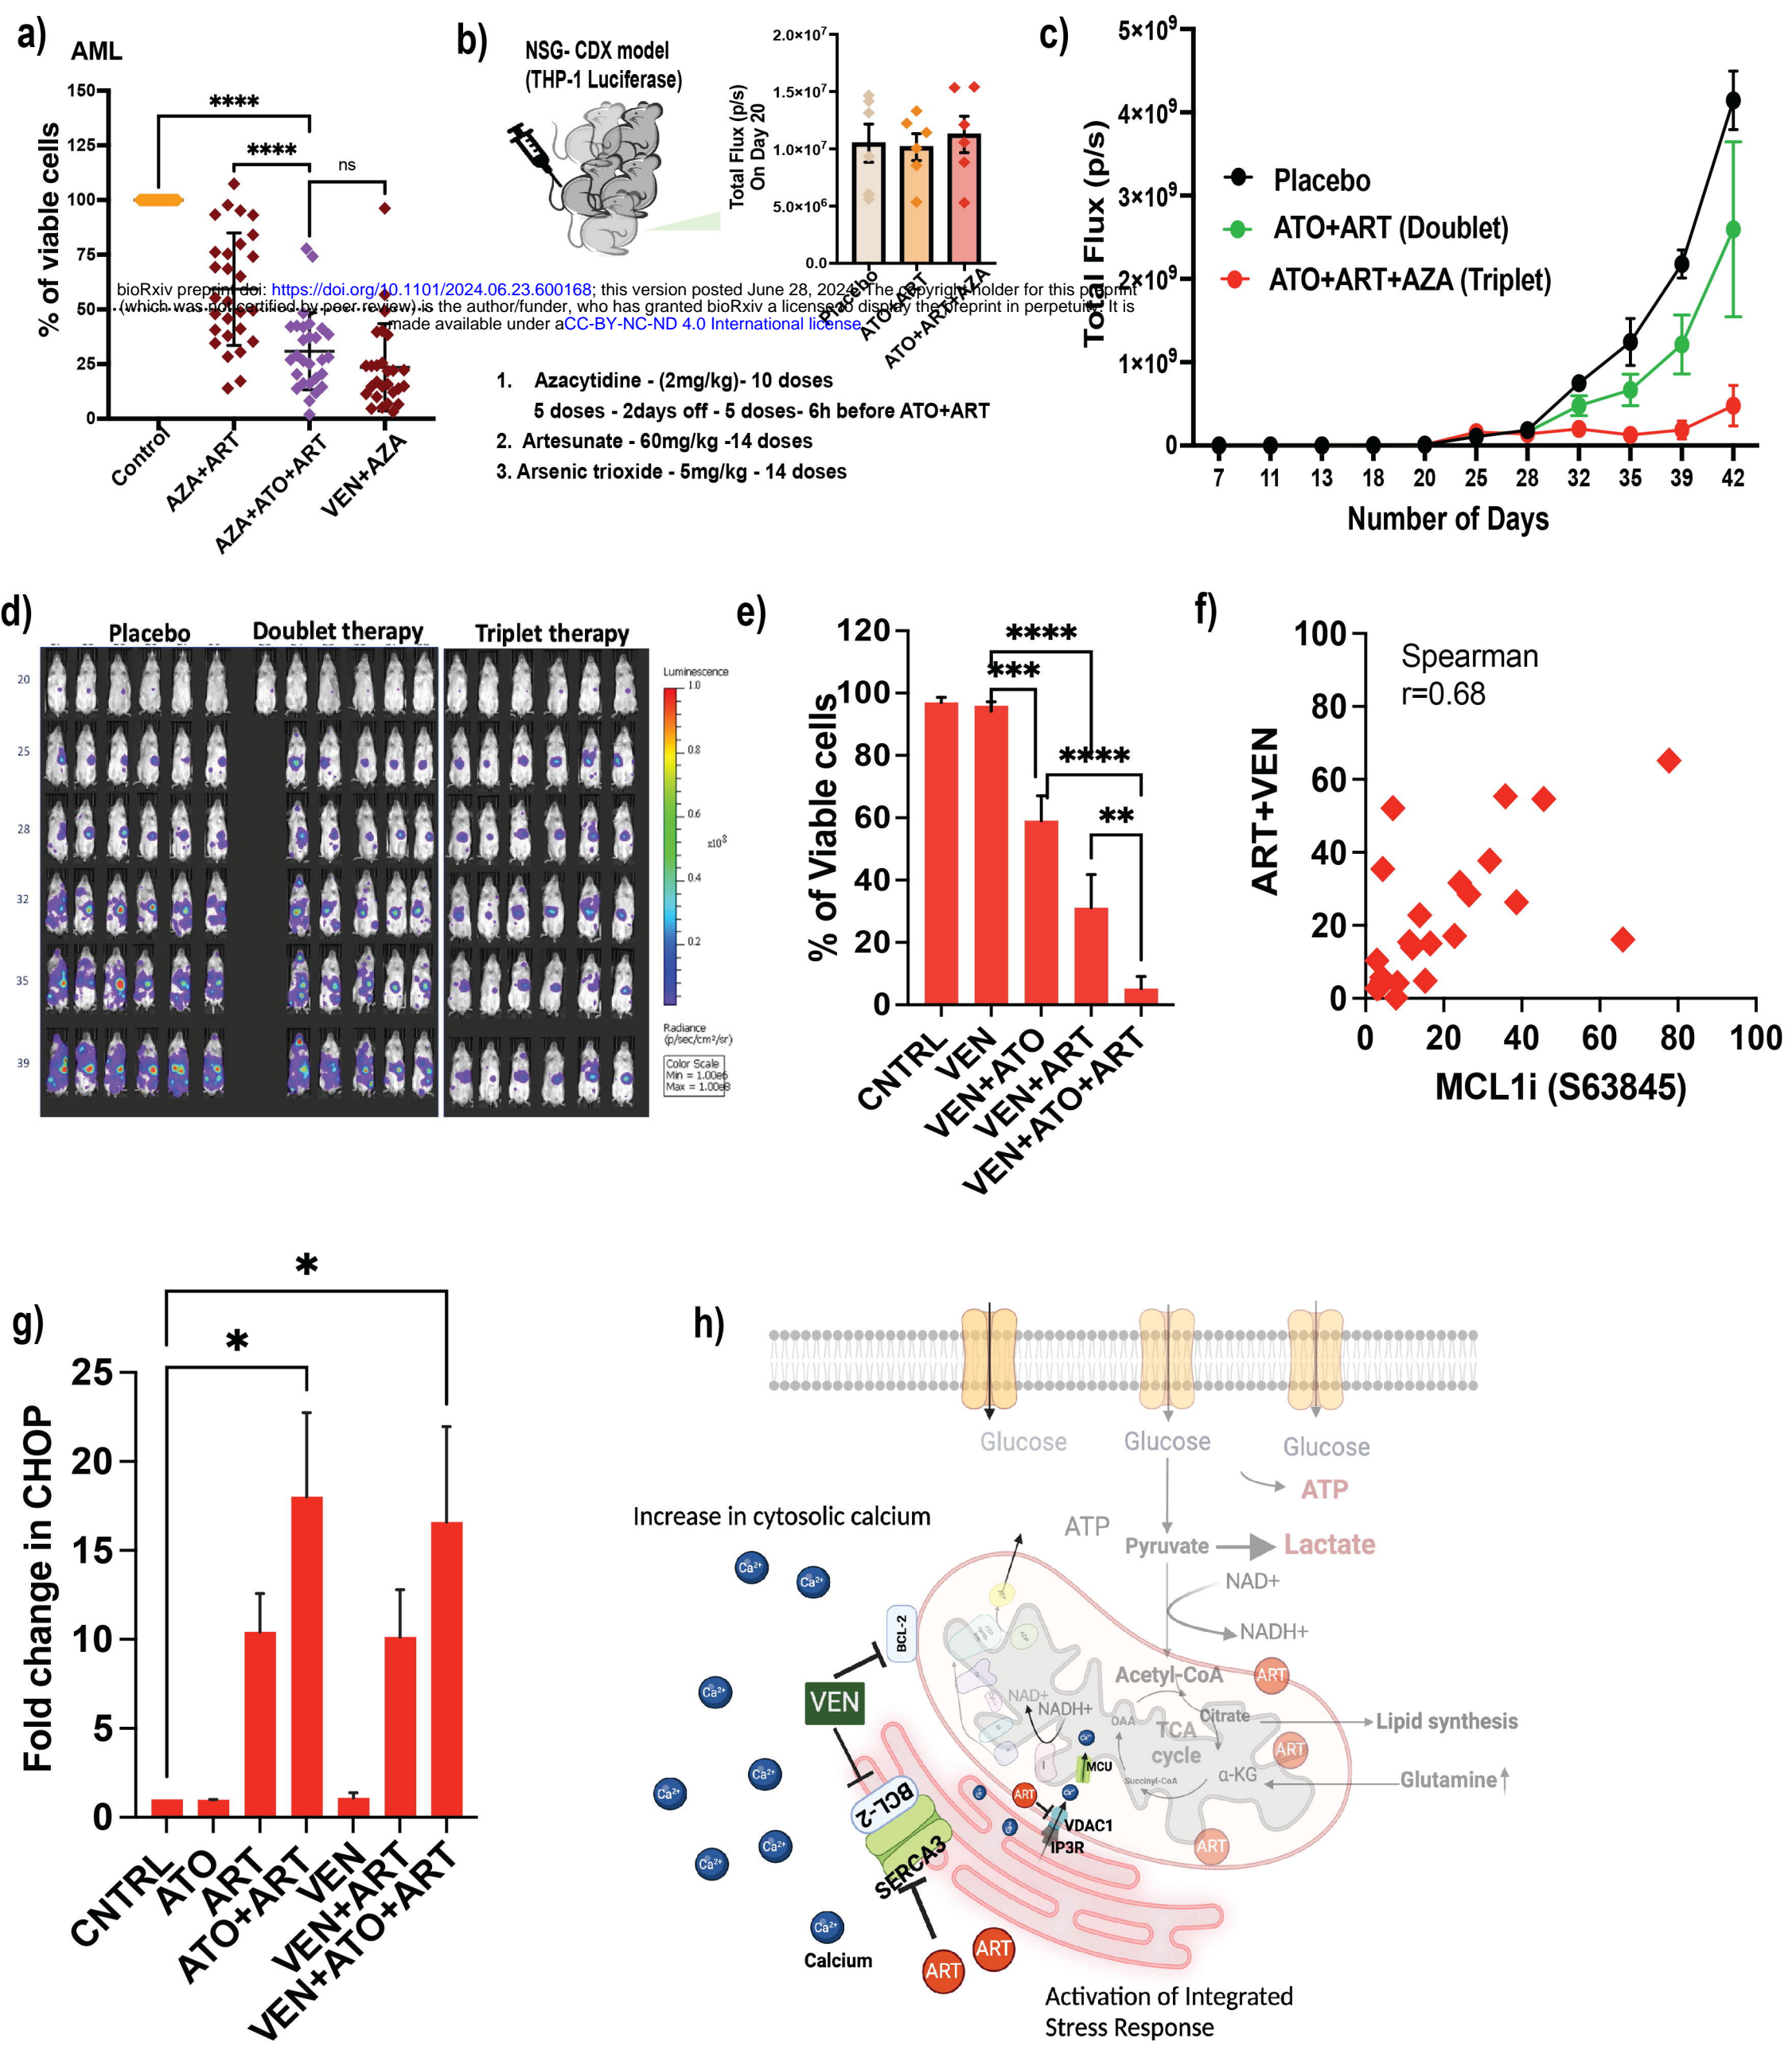 a)
AML
% of viable cells
150
125
100
75
50
25
0
****
****
ns
Control
AZA+ART
AZA+ATO+ART
VEN+AZA
b)
NSG- CDX model
(THP-1 Luciferase)
Total Flux (p/s)
On Day 20
2.0×10⁷
1.5×10⁷
1.0×10⁷
5.0×10⁶
0.0
Placebo
ATO+ART
ATO+ART+AZA
bioRxiv preprint doi: https://doi.org/10.1101/2024.06.23.600168; this version posted June 28, 2024. The copyright holder for this preprint
(which was not certified by peer review) is the author/funder, who has granted bioRxiv a license to display the preprint in perpetuity. It is
made available under aCC-BY-NC-ND 4.0 International license.
1. Azacytidine - (2mg/kg)- 10 doses
5 doses - 2days off - 5 doses- 6h before ATO+ART
2. Artesunate - 60mg/kg -14 doses
3. Arsenic trioxide - 5mg/kg - 14 doses
c)
Total Flux (p/s)
5×10⁹
4×10⁹
3×10⁹
2×10⁹
1×10⁹
0
Placebo
ATO+ART (Doublet)
ATO+ART+AZA (Triplet)
7 11 13 18 20 25 28 32 35 39 42
Number of Days
d)
Placebo Doublet therapy Triplet therapy
20
25
28
32
35
39
Luminescence
1.0
0.8
0.6
x10⁸
0.4
0.2
Radiance
(p/sec/cm²/sr)
Color Scale
Min = 1.00e6
Max = 1.00e8
e)
% of Viable cells
120
100
80
60
40
20
0
****
***
****
**
CNTRL
VEN
VEN+ATO
VEN+ART
VEN+ATO+ART
f)
Spearman
r=0.68
ART+VEN
100
80
60
40
20
0
0 20 40 60 80 100
MCL1i (S63845)
g)
*
*
Fold change in CHOP
25
20
15
10
5
0
CNTRL
ATO
ART
ATO+ART
VEN
VEN+ART
VEN+ATO+ART
h)
Glucose Glucose Glucose
ATP
Increase in cytosolic calcium
ATP
Pyruvate
Lactate
NAD+
NADH+
Ca²⁺
Ca²⁺
BCL-2
Acetyl-CoA
ART
Ca²⁺
VEN
NAD+
NADH+
OAA
Citrate
Lipid synthesis
TCA
cycle
ART
Ca²⁺
MCU
Succinyl-CoA
α-KG
Glutamine
Ca²⁺
Ca²⁺
BCL-2
ART
Ca²⁺
VDAC1
IP3R
SERCA3
Ca²⁺
Ca²⁺
ART
Ca²⁺
Calcium
ART
ART
Activation of Integrated
Stress Response